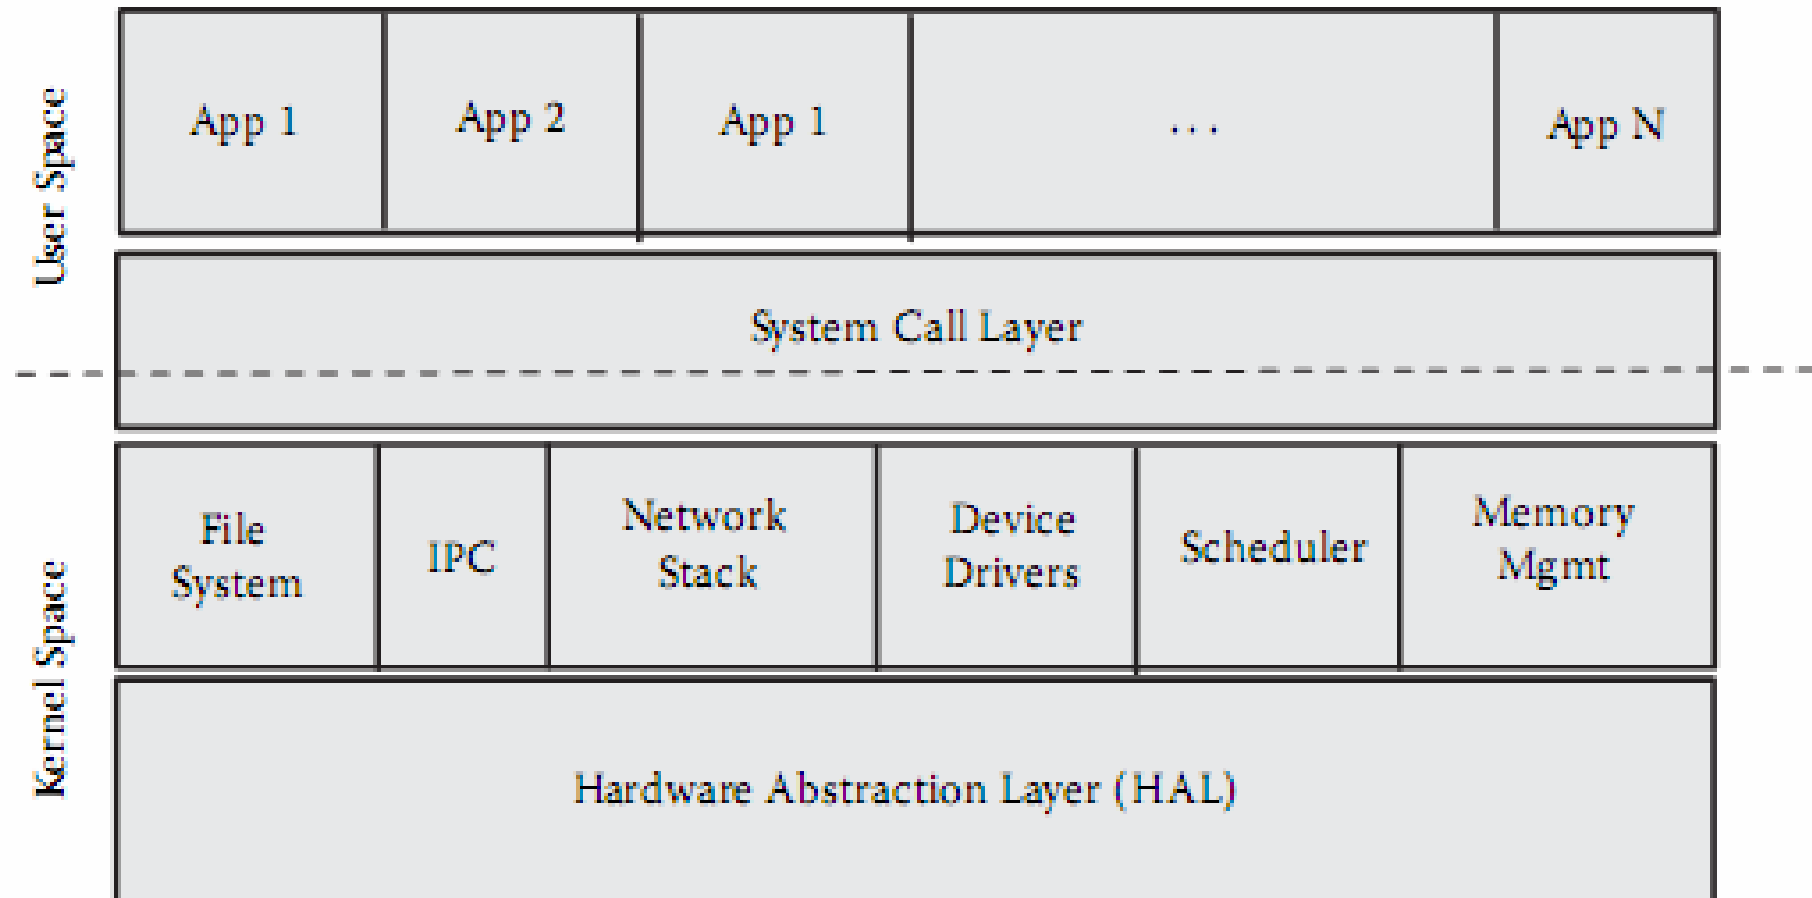 User Space
App 1
App 2
App 1
...
App N
System Call Layer
Kernel Space
File
System
IPC
Network
Stack
Device
Drivers
Scheduler
Memory
Mgmt
Hardware Abstraction Layer (HAL)